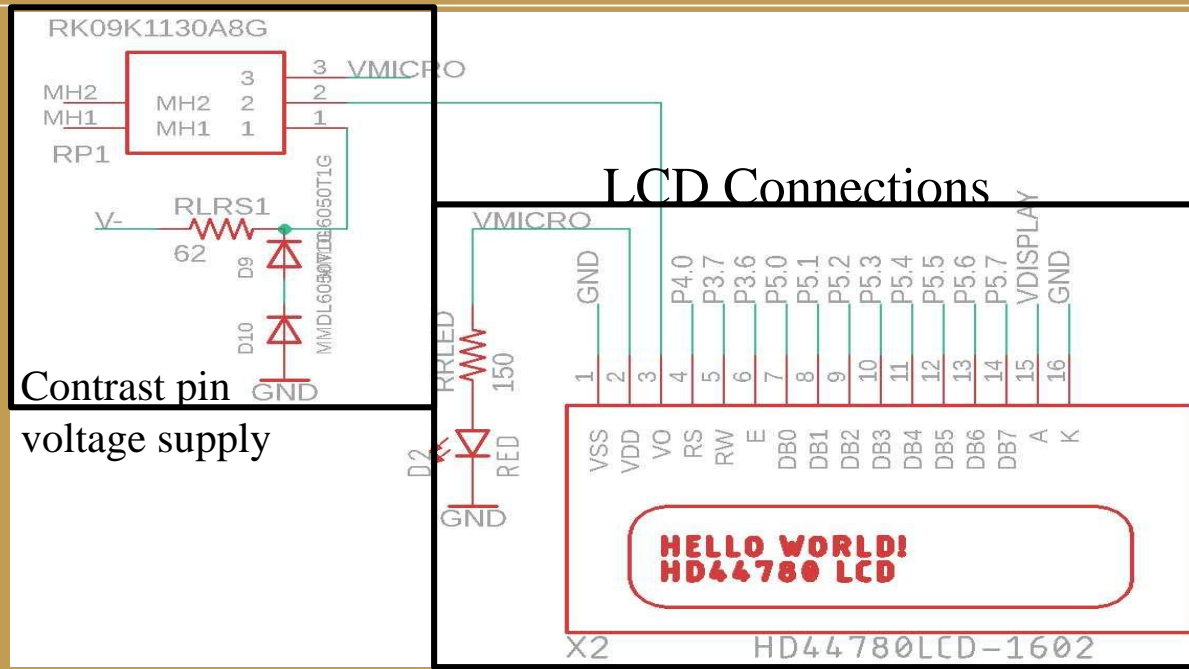 RK09K1130A8G
3 VMICRO
3
MH2 MH2 2 2
MH1 MH1 1 1
RP1
LCD Connections
V- RLRS1
62
D9
D10
MMDL6050T1G
GND
Contrast pin
voltage supply
VMICRO
RRLED
150
D2
RED
GND
GND P4.0 P3.7 P3.6 P5.0 P5.1 P5.2 P5.3 P5.4 P5.5 P5.6 P5.7 VDISPLAY GND
1 2 3 4 5 6 7 8 9 10 11 12 13 14 15 16
VSS VDD VO RS RW E DB0 DB1 DB2 DB3 DB4 DB5 DB6 DB7 A K
HELLO WORLD!
HD44780 LCD
X2 HD44780LCD-1602